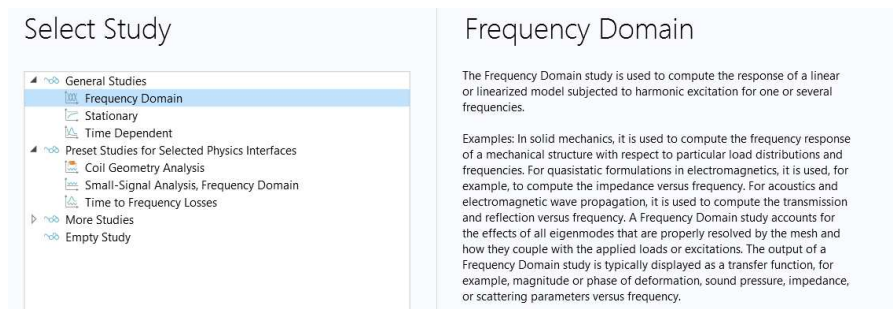 Select Study
General Studies
Frequency Domain
Stationary
Time Dependent
Preset Studies for Selected Physics Interfaces
Coil Geometry Analysis
Small-Signal Analysis, Frequency Domain
Time to Frequency Losses
More Studies
Empty Study
Frequency Domain
The Frequency Domain study is used to compute the response of a linear
or linearized model subjected to harmonic excitation for one or several
frequencies.
Examples: In solid mechanics, it is used to compute the frequency response
of a mechanical structure with respect to particular load distributions and
frequencies. For quasistatic formulations in electromagnetics, it is used, for
example, to compute the impedance versus frequency. For acoustics and
electromagnetic wave propagation, it is used to compute the transmission
and reflection versus frequency. A Frequency Domain study accounts for
the effects of all eigenmodes that are properly resolved by the mesh and
how they couple with the applied loads or excitations. The output of a
Frequency Domain study is typically displayed as a transfer function, for
example, magnitude or phase of deformation, sound pressure, impedance,
or scattering parameters versus frequency.